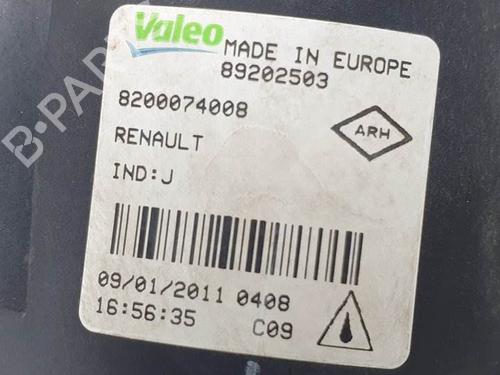 Valeo
MADE IN EUROPE
89202503
8200074008
ARH
RENAULT
IND:J
09/01/2011 0408
16:56:35 C09